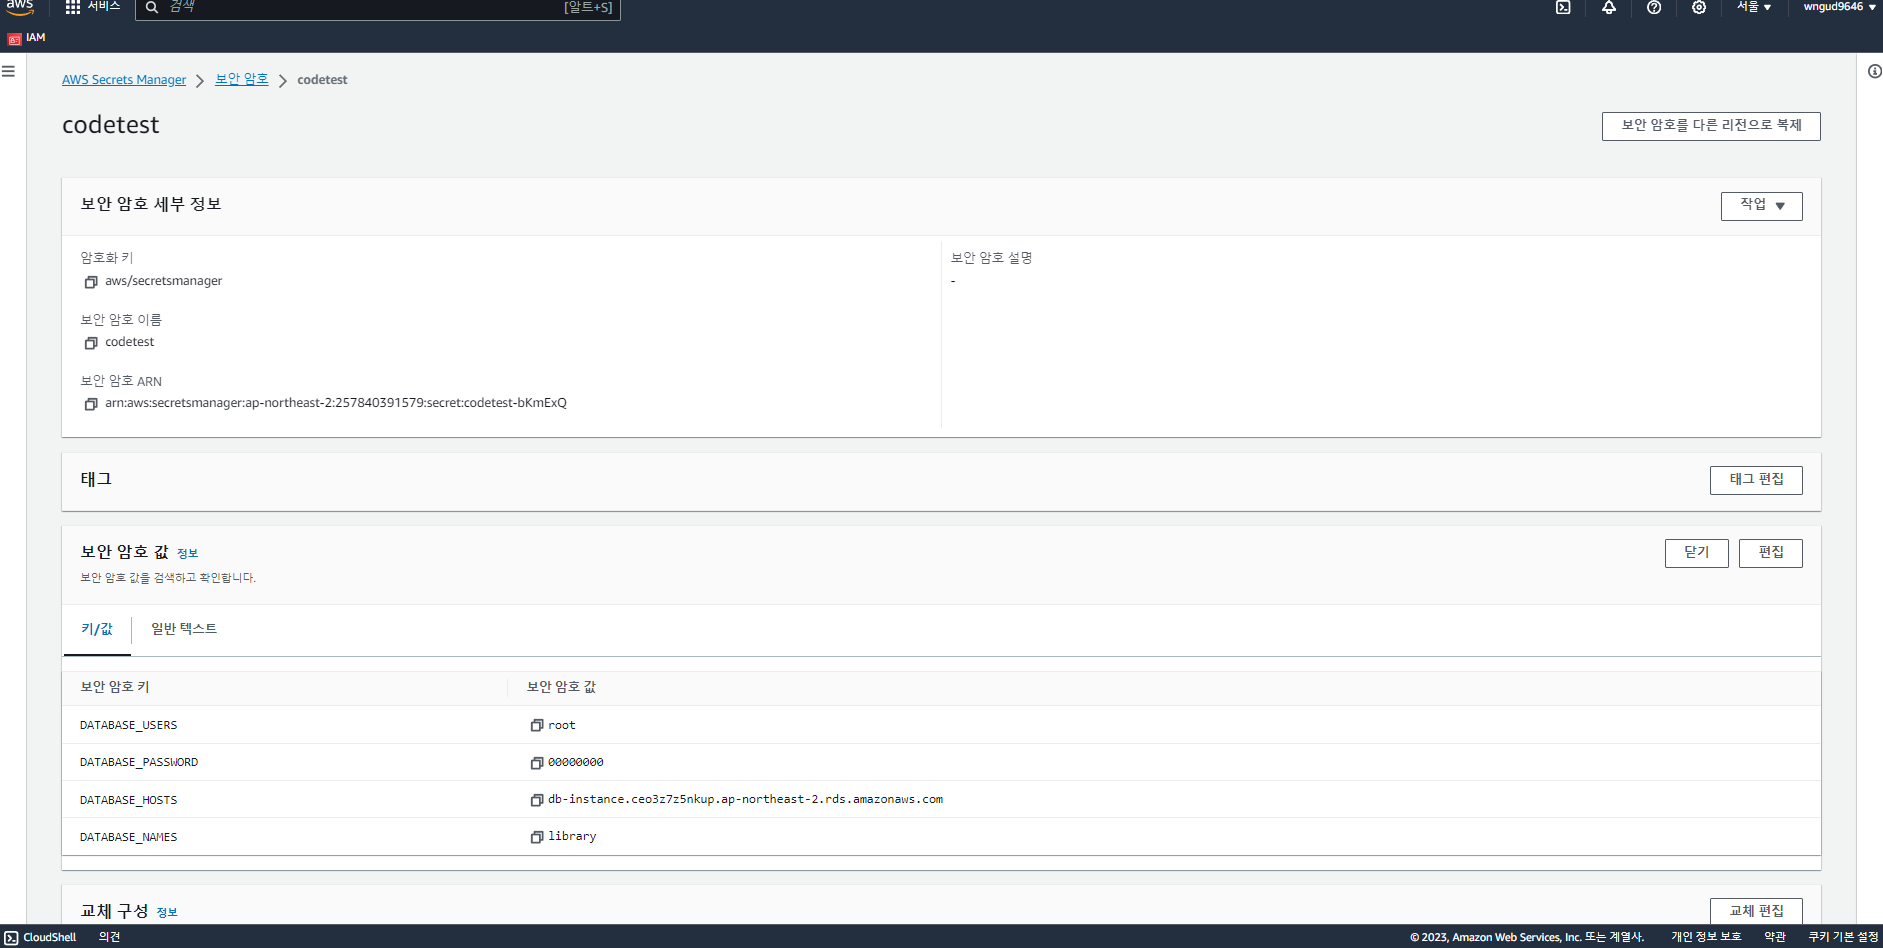 aws 서비스 검색 [알트+S] 서울 wngud9646
IAM
AWS Secrets Manager 보안 암호 codetest
codetest
보안 암호를 다른 리전으로 복제
보안 암호 세부 정보
작업
암호화 키
aws/secretsmanager
보안 암호 설명
-
보안 암호 이름
codetest
보안 암호 ARN
arn:aws:secretsmanager:ap-northeast-2:257840391579:secret:codetest-bKmExQ
태그
태그 편집
보안 암호 값 정보
보안 암호 값을 검색하고 확인합니다.
닫기
편집
키/값
일반 텍스트
보안 암호 키 보안 암호 값
DATABASE_USERS root
DATABASE_PASSWORD 00000000
DATABASE_HOSTS db-instance.ceo3z7z5nkup.ap-northeast-2.rds.amazonaws.com
DATABASE_NAMES library
교체 구성 정보
교체 편집
CloudShell 의견 © 2023, Amazon Web Services, Inc. 또는 계열사. 개인 정보 보호 약관 쿠키 기본 설정